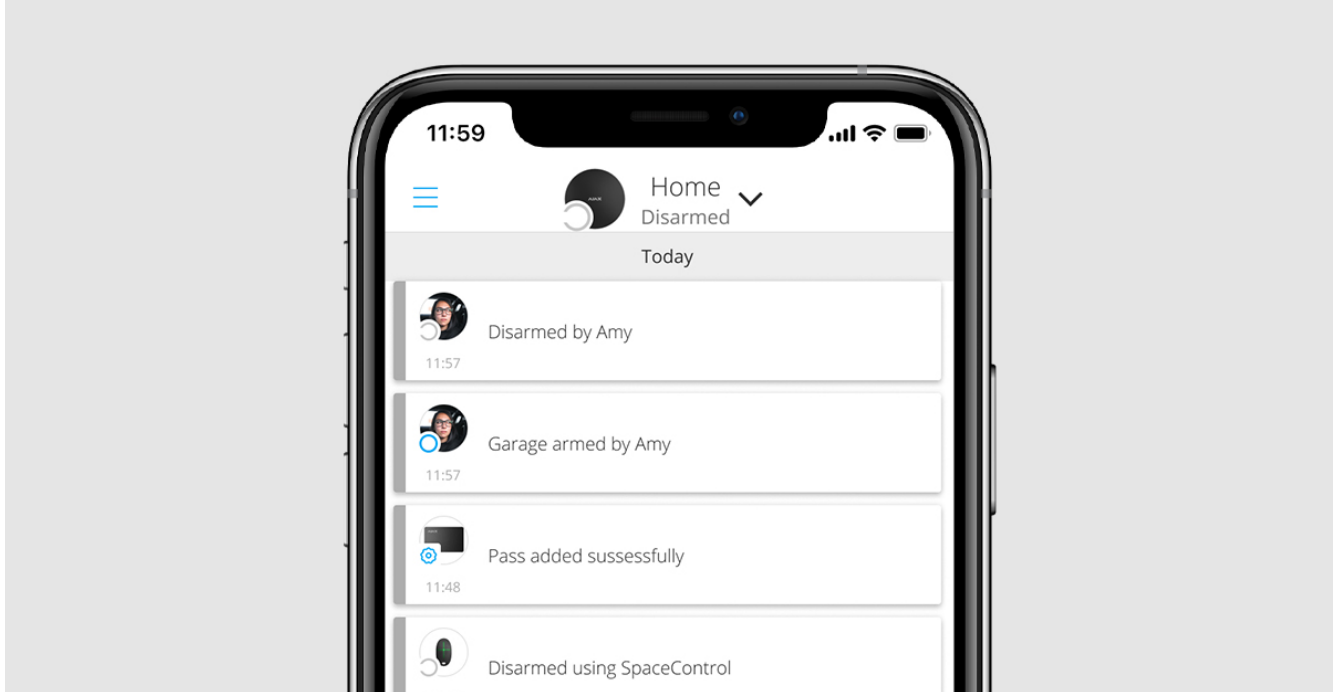 11:59
Home
Disarmed
AJAX
Today
Disarmed by Amy
11:57
Garage armed by Amy
11:57
Pass added sussessfully
11:48
Disarmed using SpaceControl